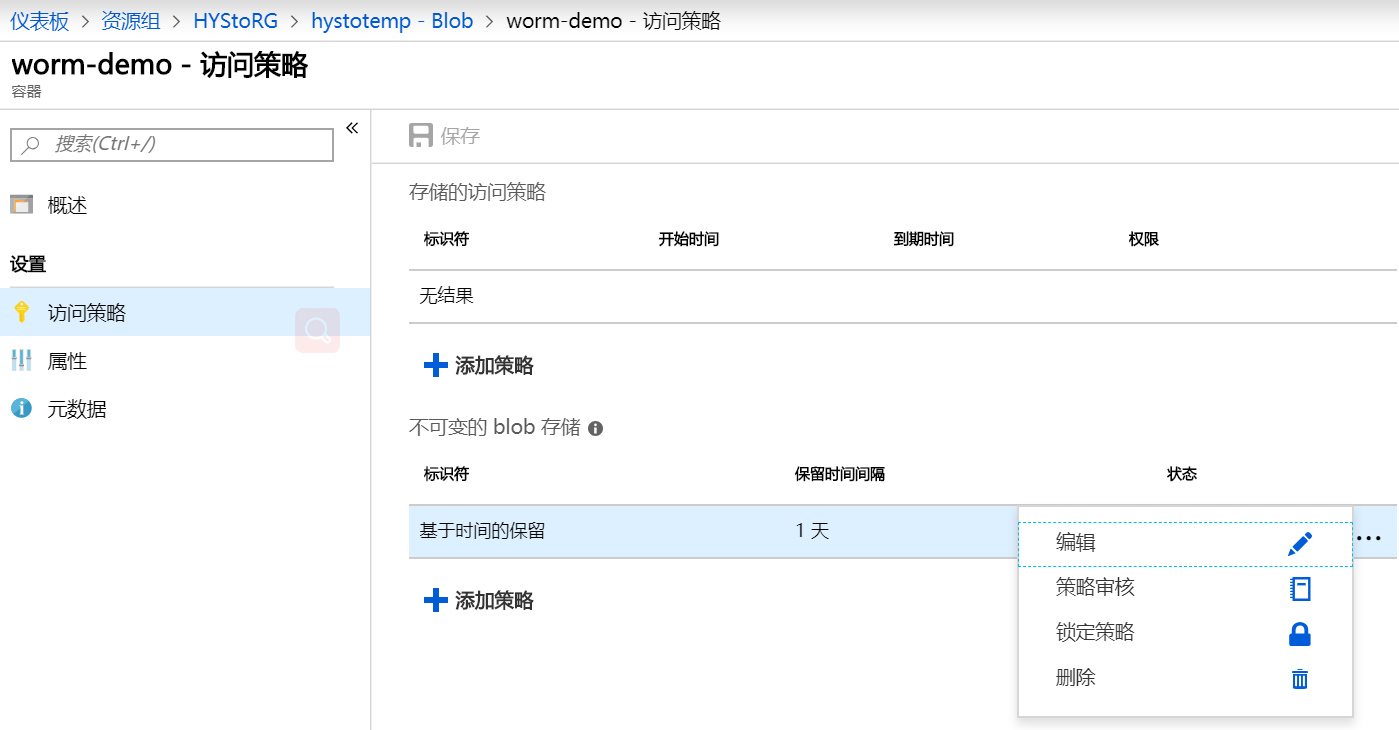 仪表板 > 资源组 > HYStoRG > hystotemp - Blob > worm-demo - 访问策略
worm-demo - 访问策略
容器
搜索(Ctrl+/)
«
概述
设置
访问策略
属性
元数据
保存
存储的访问策略
标识符 开始时间 到期时间 权限
无结果
添加策略
不可变的 blob 存储
标识符 保留时间间隔 状态
基于时间的保留 1 天
...
编辑
策略审核
锁定策略
删除
添加策略